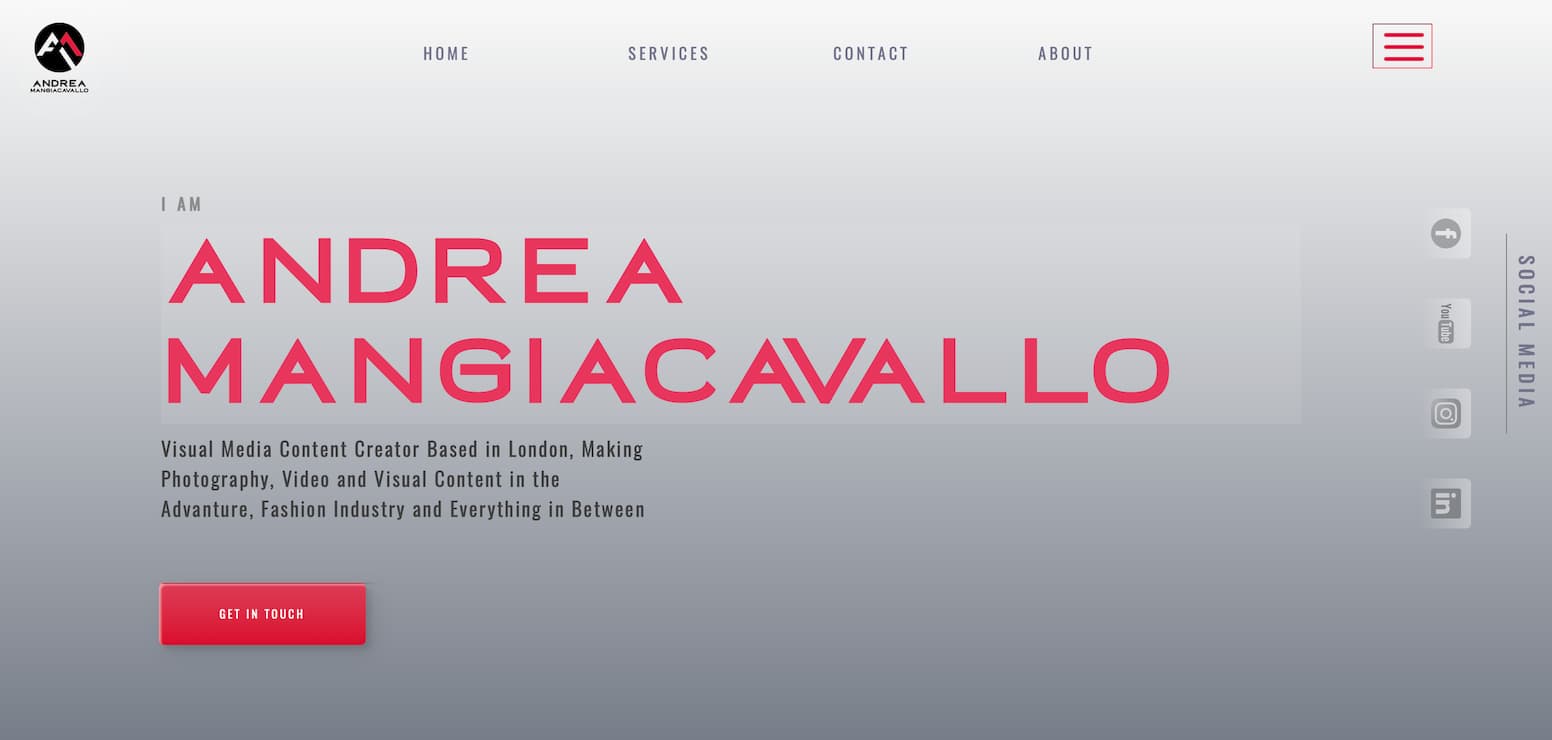 ANDREA
MANGIACAVALLO
HOME
SERVICES
CONTACT
ABOUT
I AM
ANDREA
MANGIACAVALLO
Visual Media Content Creator Based in London, Making
Photography, Video and Visual Content in the
Advanture, Fashion Industry and Everything in Between
GET IN TOUCH
You Tube
in
SOCIAL MEDIA